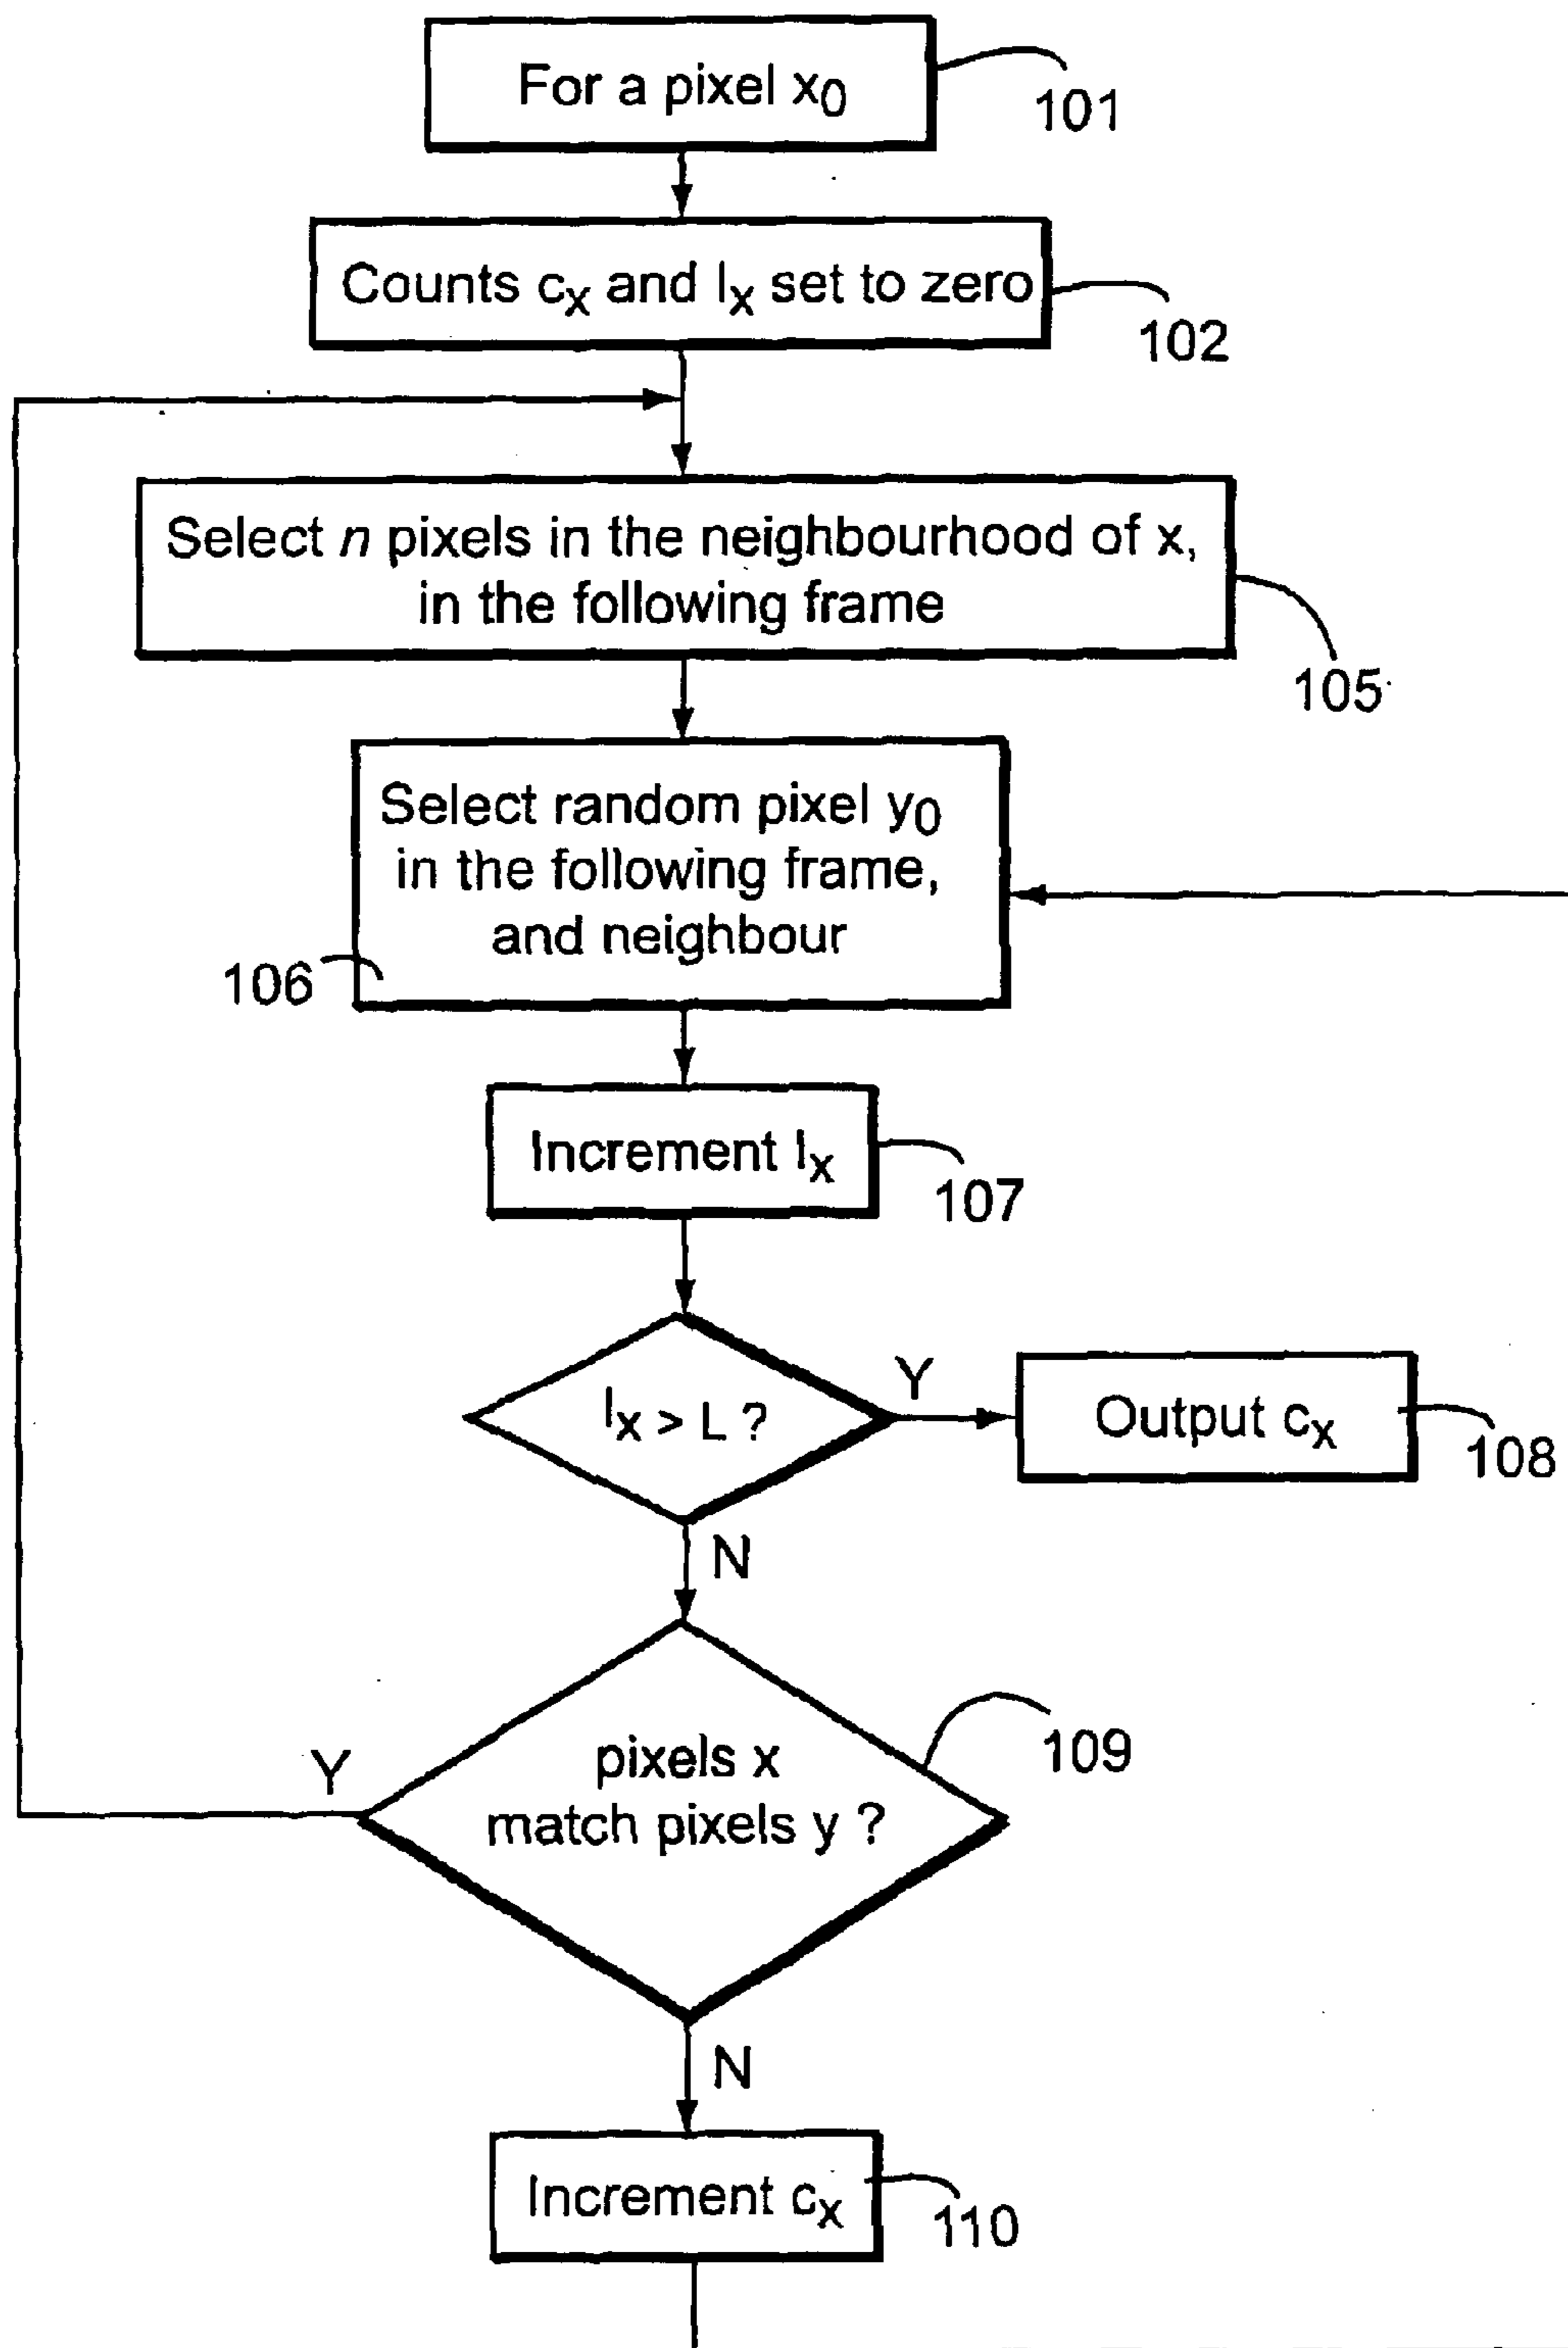 For a pixel x0
101
Counts cx and Ix set to zero
102
Select n pixels in the neighbourhood of x,
in the following frame
105
Select random pixel y0
in the following frame,
and neighbour
106
Increment Ix
107
Ix > L ?
Y
Output cx
108
N
pixels x
match pixels y ?
109
Y
N
Increment cx
110